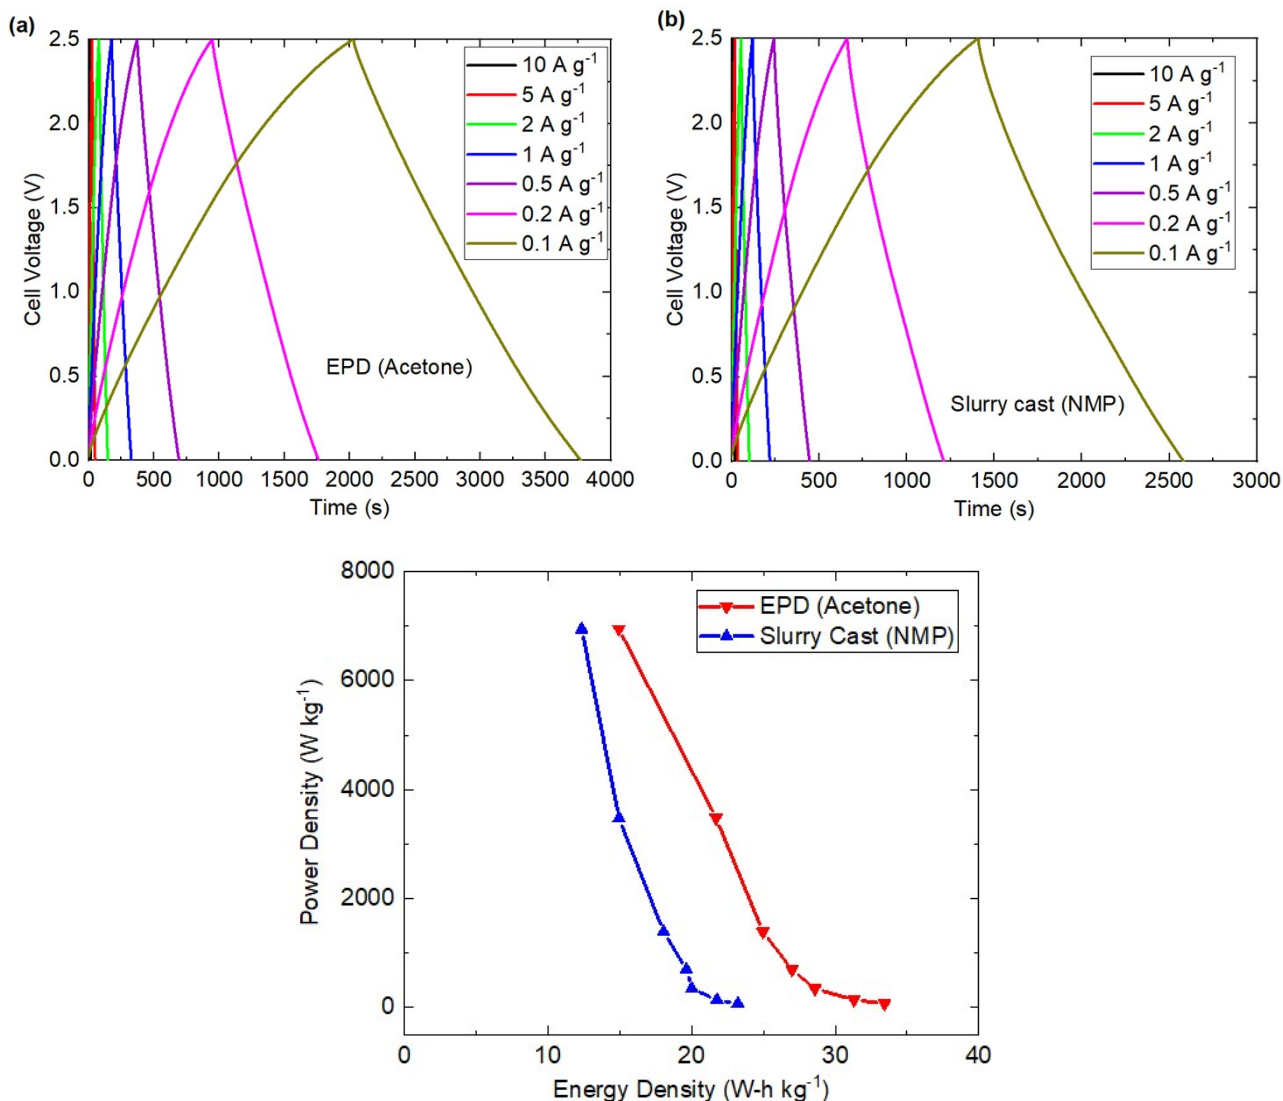 (a)
2.5
2.0
1.5
1.0
0.5
0.0
Cell Voltage (V)
10 A g⁻¹
5 A g⁻¹
2 A g⁻¹
1 A g⁻¹
0.5 A g⁻¹
0.2 A g⁻¹
0.1 A g⁻¹
EPD (Acetone)
0 500 1000 1500 2000 2500 3000 3500 4000
Time (s)
(b)
2.5
2.0
1.5
1.0
0.5
0.0
Cell Voltage (V)
10 A g⁻¹
5 A g⁻¹
2 A g⁻¹
1 A g⁻¹
0.5 A g⁻¹
0.2 A g⁻¹
0.1 A g⁻¹
Slurry cast (NMP)
0 500 1000 1500 2000 2500 3000
Time (s)
8000
6000
4000
2000
0
Power Density (W kg⁻¹)
EPD (Acetone)
Slurry Cast (NMP)
0 10 20 30 40
Energy Density (W-h kg⁻¹)